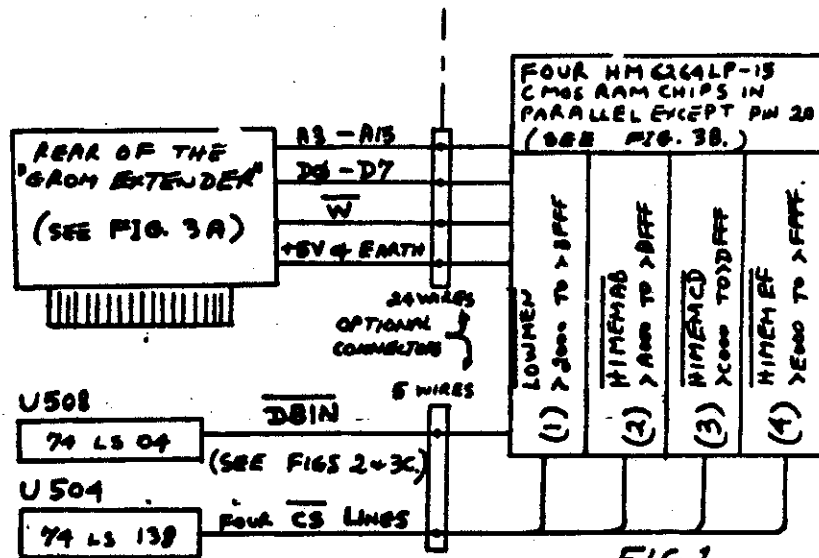 FOUR HM6264LP-15
CMOS RAM CHIPS IN
PARALLEL EXCEPT PIN 20
(SEE FIG. 3B.)
REAR OF THE
"GROM EXTENDER"
(SEE FIG. 3A)
A3 - A15
D0 - D7
W
+5V & EARTH
24 WIRES
OPTIONAL
CONNECTORS
5 WIRES
(1) LOWMEN
>2000 TO >3FFF
(2) HIMEMAB
>A000 TO >BFFF
(3) HIMEMCD
>C000 TO >DFFF
(4) HIMEMEF
>E000 TO >FFFF.
U508
74 LS 04
DBIN
(SEE FIGS 2 & 3C.)
U504
74 LS 138
FOUR CS LINES
FIG 1